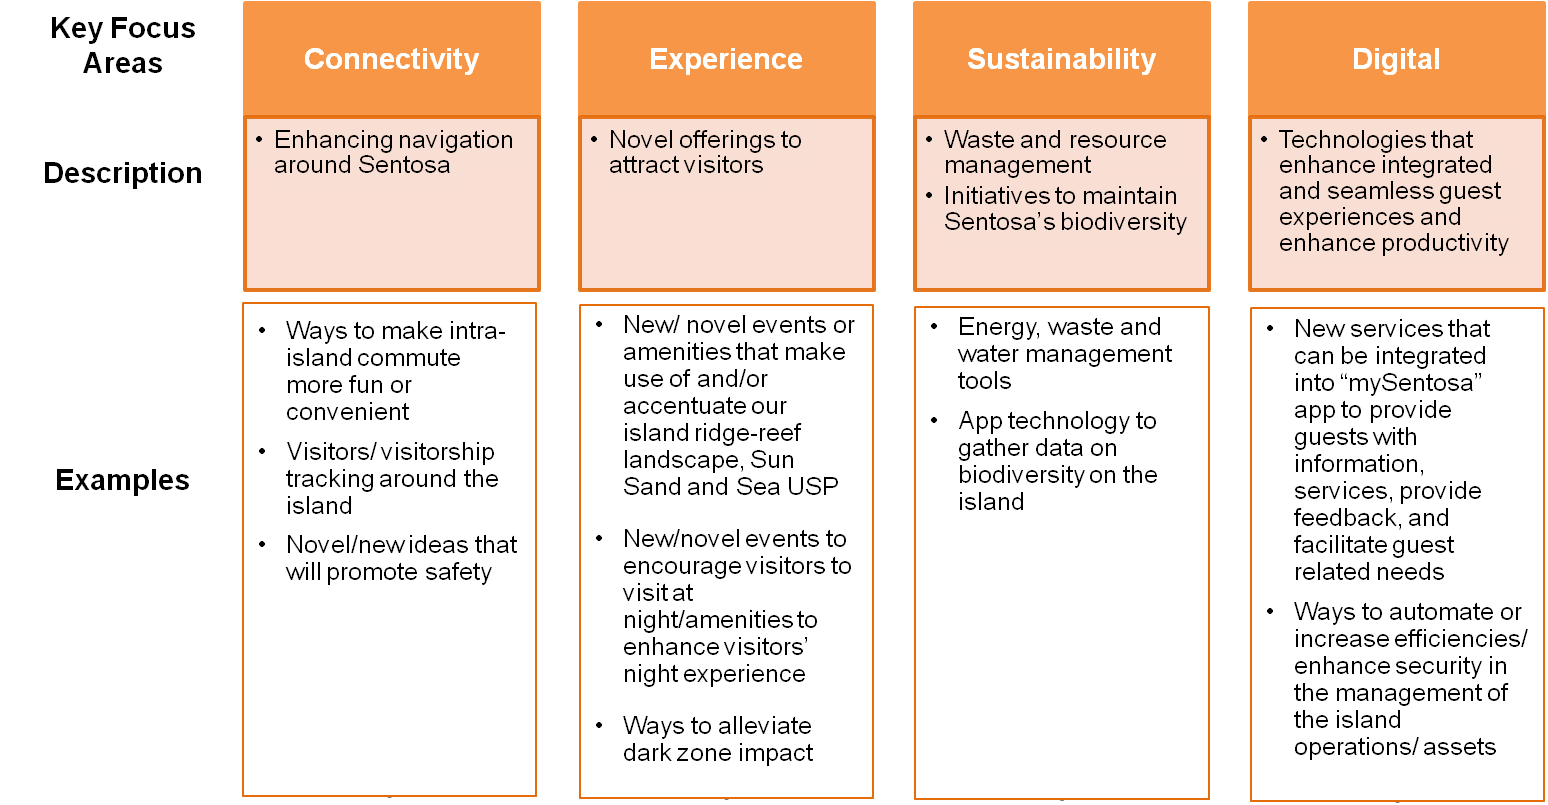 Key Focus
Areas
Connectivity
Experience
Sustainability
Digital
Description
• Enhancing navigation
around Sentosa
• Novel offerings to
attract visitors
• Waste and resource
management
• Initiatives to maintain
Sentosa’s biodiversity
• Technologies that
enhance integrated
and seamless guest
experiences and
enhance productivity
Examples
• Ways to make intra-
island commute
more fun or
convenient
• Visitors/ visitorship
tracking around the
island
• Novel/new ideas that
will promote safety
• New/ novel events or
amenities that make
use of and/or
accentuate our
island ridge-reef
landscape, Sun
Sand and Sea USP
• New/novel events to
encourage visitors to
visit at
night/amenities to
enhance visitors’
night experience
• Ways to alleviate
dark zone impact
• Energy, waste and
water management
tools
• App technology to
gather data on
biodiversity on the
island
• New services that
can be integrated
into “mySentosa”
app to provide
guests with
information,
services, provide
feedback, and
facilitate guest
related needs
• Ways to automate or
increase efficiencies/
enhance security in
the management of
the island
operations/ assets